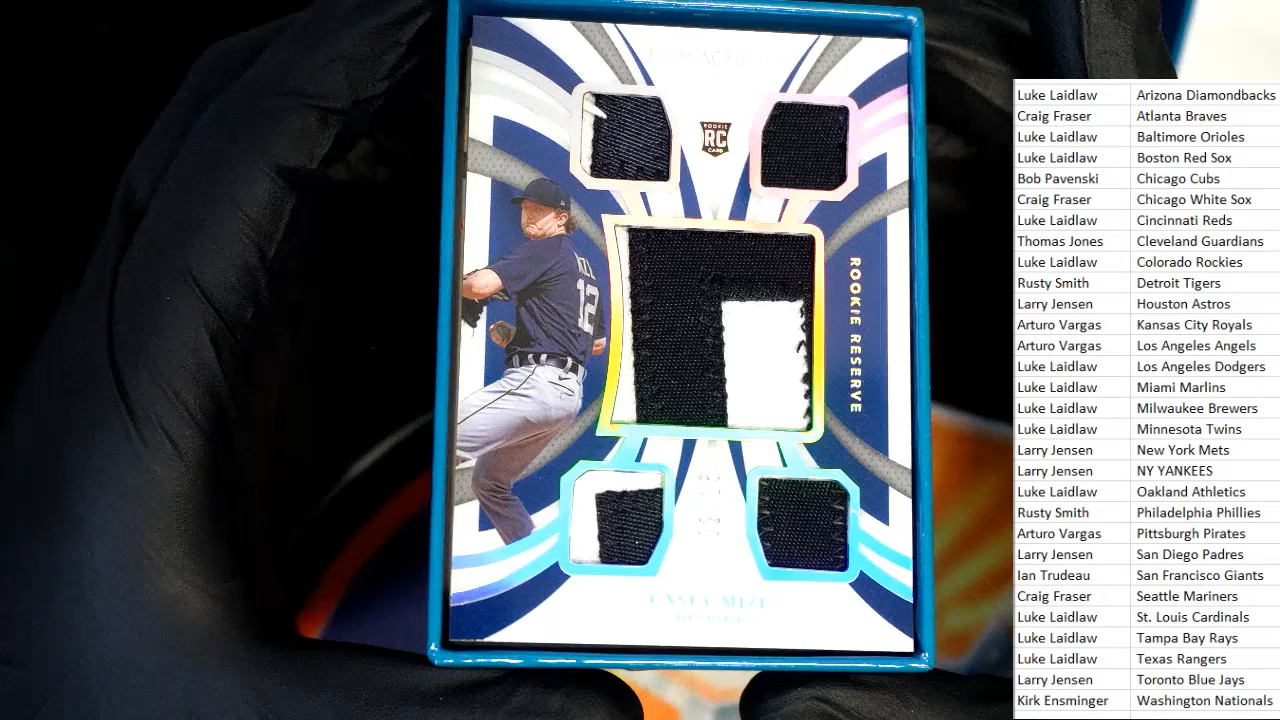 IMMACULATE
ROOKIE
RC
CARD
12
ROOKIE RESERVE
CASEY MIZE
Luke Laidlaw Arizona Diamondbacks
Craig Fraser Atlanta Braves
Luke Laidlaw Baltimore Orioles
Luke Laidlaw Boston Red Sox
Bob Pavenski Chicago Cubs
Craig Fraser Chicago White Sox
Luke Laidlaw Cincinnati Reds
Thomas Jones Cleveland Guardians
Luke Laidlaw Colorado Rockies
Rusty Smith Detroit Tigers
Larry Jensen Houston Astros
Arturo Vargas Kansas City Royals
Arturo Vargas Los Angeles Angels
Luke Laidlaw Los Angeles Dodgers
Luke Laidlaw Miami Marlins
Luke Laidlaw Milwaukee Brewers
Luke Laidlaw Minnesota Twins
Larry Jensen New York Mets
Larry Jensen NY YANKEES
Luke Laidlaw Oakland Athletics
Rusty Smith Philadelphia Phillies
Arturo Vargas Pittsburgh Pirates
Larry Jensen San Diego Padres
Ian Trudeau San Francisco Giants
Craig Fraser Seattle Mariners
Luke Laidlaw St. Louis Cardinals
Luke Laidlaw Tampa Bay Rays
Luke Laidlaw Texas Rangers
Larry Jensen Toronto Blue Jays
Kirk Ensminger Washington Nationals